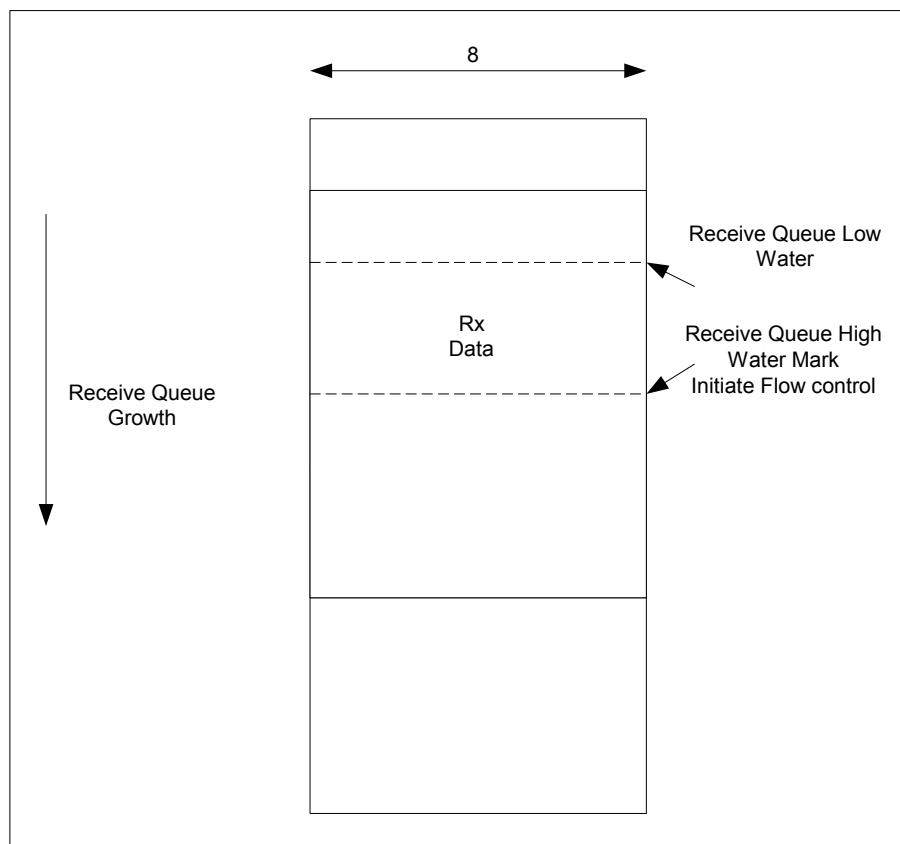 8
Receive Queue Low
Water
Rx
Data
Receive Queue High
Water Mark
Initiate Flow control
Receive Queue
Growth